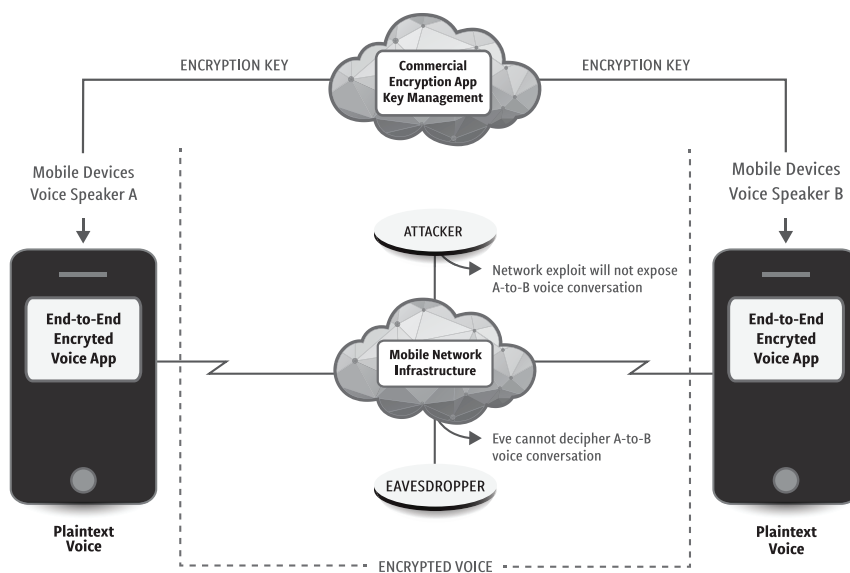 ENCRYPTION KEY
Commercial
Encryption App
Key Management
ENCRYPTION KEY
Mobile Devices
Voice Speaker A
Mobile Devices
Voice Speaker B
ATTACKER
Network exploit will not expose
A-to-B voice conversation
End-to-End
Encryted
Voice App
Mobile Network
Infrastructure
End-to-End
Encryted
Voice App
Eve cannot decipher A-to-B
voice conversation
EAVESDROPPER
Plaintext
Voice
Plaintext
Voice
ENCRYPTED VOICE